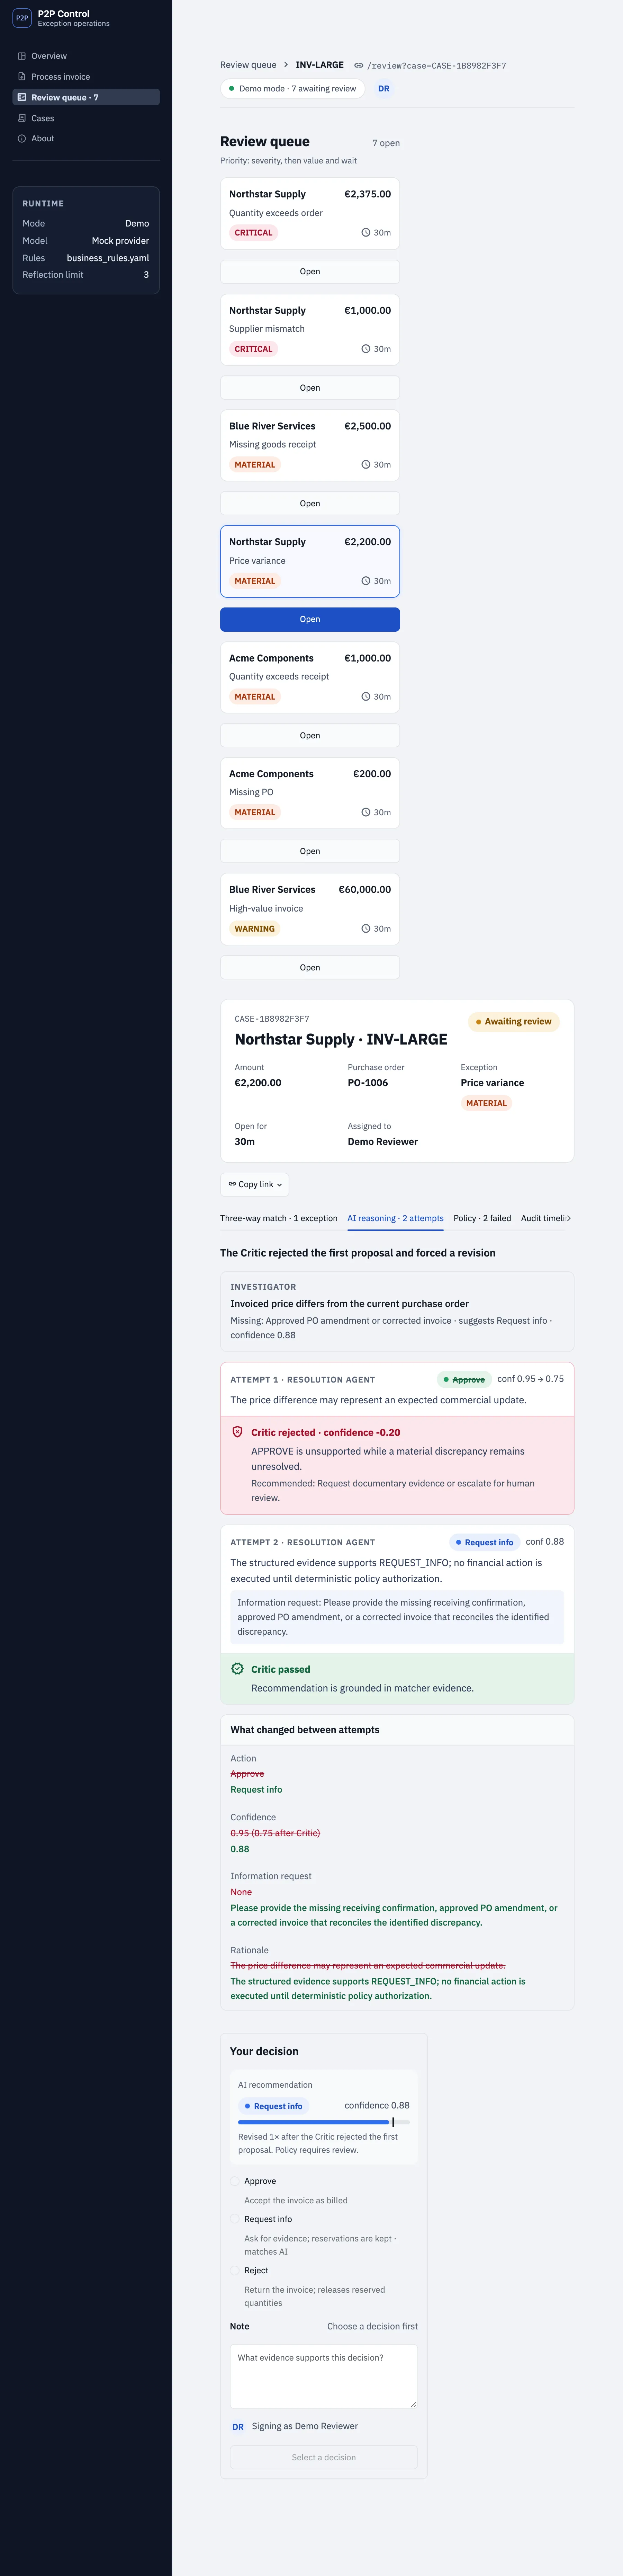 P2P
P2P Control
Exception operations
Overview
Process invoice
Review queue · 7
Cases
About
RUNTIME
Mode Demo
Model Mock provider
Rules business_rules.yaml
Reflection limit 3
Review queue > INV-LARGE /review?case=CASE-1B8982F3F7
Demo mode · 7 awaiting review DR
Review queue 7 open
Priority: severity, then value and wait
Northstar Supply €2,375.00
Quantity exceeds order
CRITICAL 30m
Open
Northstar Supply €1,000.00
Supplier mismatch
CRITICAL 30m
Open
Blue River Services €2,500.00
Missing goods receipt
MATERIAL 30m
Open
Northstar Supply €2,200.00
Price variance
MATERIAL 30m
Open
Acme Components €1,000.00
Quantity exceeds receipt
MATERIAL 30m
Open
Acme Components €200.00
Missing PO
MATERIAL 30m
Open
Blue River Services €60,000.00
High-value invoice
WARNING 30m
Open
CASE-1B8982F3F7
Awaiting review
Northstar Supply · INV-LARGE
Amount Purchase order Exception
€2,200.00 PO-1006 Price variance
MATERIAL
Open for Assigned to
30m Demo Reviewer
Copy link
Three-way match · 1 exception AI reasoning · 2 attempts Policy · 2 failed Audit timeli
The Critic rejected the first proposal and forced a revision
INVESTIGATOR
Invoiced price differs from the current purchase order
Missing: Approved PO amendment or corrected invoice · suggests Request info ·
confidence 0.88
ATTEMPT 1 · RESOLUTION AGENT Approve conf 0.95 → 0.75
The price difference may represent an expected commercial update.
Critic rejected · confidence -0.20
APPROVE is unsupported while a material discrepancy remains
unresolved.
Recommended: Request documentary evidence or escalate for human
review.
ATTEMPT 2 · RESOLUTION AGENT Request info conf 0.88
The structured evidence supports REQUEST_INFO; no financial action is
executed until deterministic policy authorization.
Information request: Please provide the missing receiving confirmation,
approved PO amendment, or a corrected invoice that reconciles the identified
discrepancy.
Critic passed
Recommendation is grounded in matcher evidence.
What changed between attempts
Action
Approve
Request info
Confidence
0.95 (0.75 after Critic)
0.88
Information request
None
Please provide the missing receiving confirmation, approved PO amendment, or
a corrected invoice that reconciles the identified discrepancy.
Rationale
The price difference may represent an expected commercial update.
The structured evidence supports REQUEST_INFO; no financial action is
executed until deterministic policy authorization.
Your decision
AI recommendation
Request info confidence 0.88
Revised 1× after the Critic rejected the first
proposal. Policy requires review.
Approve
Accept the invoice as billed
Request info
Ask for evidence; reservations are kept ·
matches AI
Reject
Return the invoice; releases reserved
quantities
Note Choose a decision first
What evidence supports this decision?
DR Signing as Demo Reviewer
Select a decision